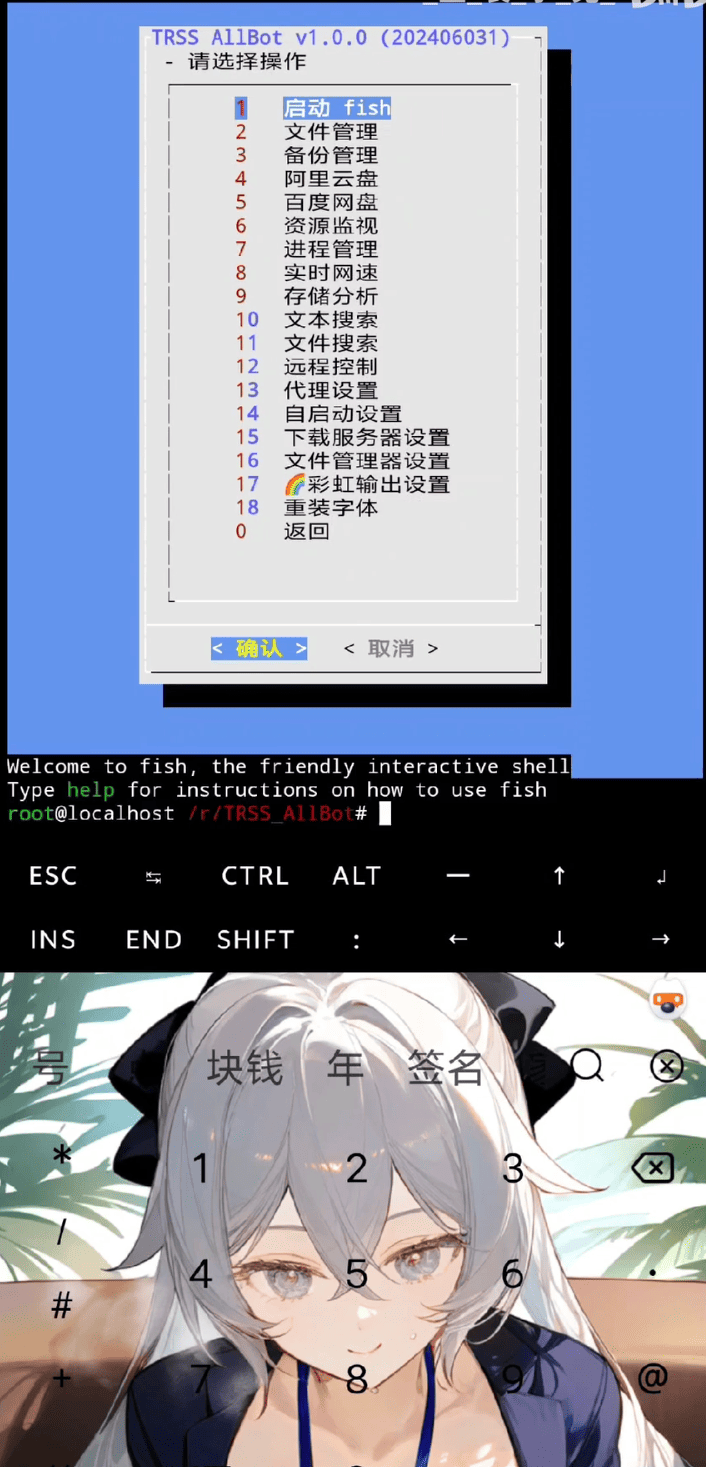 TRSS AllBot v1.0.0 (202406031)
- 请选择操作
1 启动 fish
2 文件管理
3 备份管理
4 阿里云盘
5 百度网盘
6 资源监视
7 进程管理
8 实时网速
9 存储分析
10 文本搜索
11 文件搜索
12 远程控制
13 代理设置
14 自启动设置
15 下载服务器设置
16 文件管理器设置
17 🌈彩虹输出设置
18 重装字体
0 返回
< 确认 > < 取消 >
Welcome to fish, the friendly interactive shell
Type help for instructions on how to use fish
root@localhost /r/TRSS_AllBot#
ESC ↹ CTRL ALT — ↑ ↲
INS END SHIFT : ← ↓ →
号 块钱 年 签名
* 1 2 3
/
4 5 6 .
#
+ 7 8 9 @